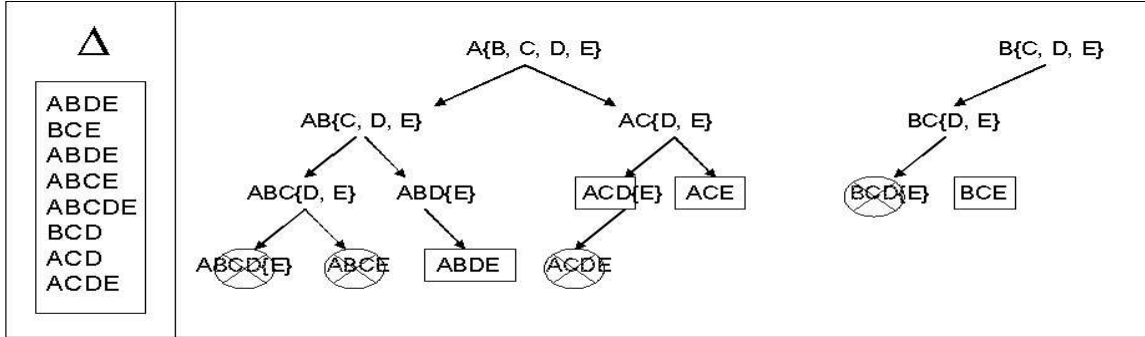 Δ
ABDE
BCE
ABDE
ABCE
ABCDE
BCD
ACD
ACDE
A{B, C, D, E}
B{C, D, E}
AB{C, D, E}
AC{D, E}
BC{D, E}
ABC{D, E}
ABD{E}
ACD{E}
ACE
BCD{E}
BCE
ABCD{E}
ABCE
ABDE
ACDE